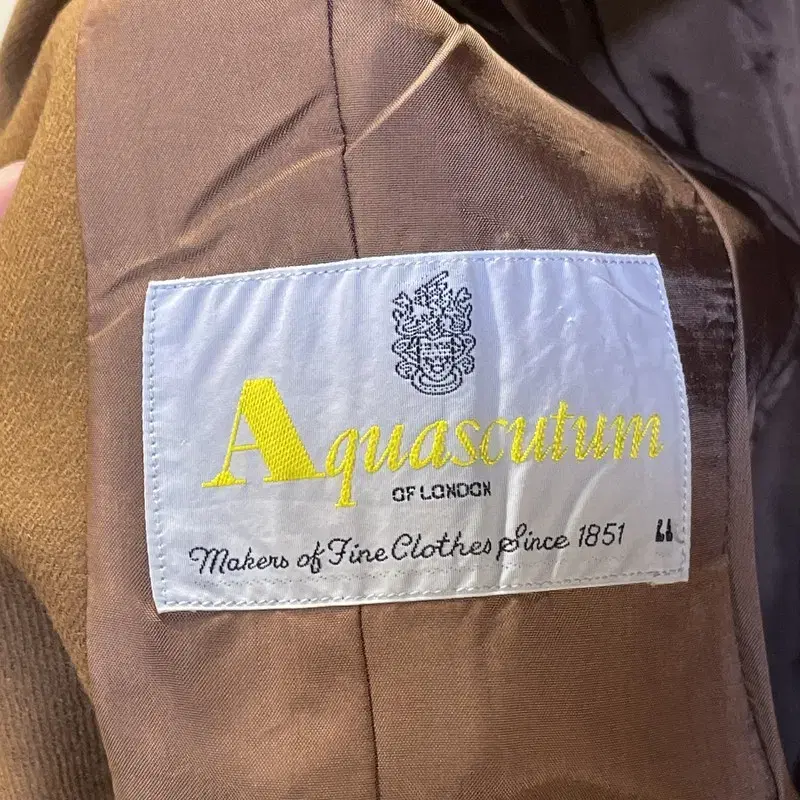 Aquascutum
OF LONDON
Makers of Fine Clothes Since 1851